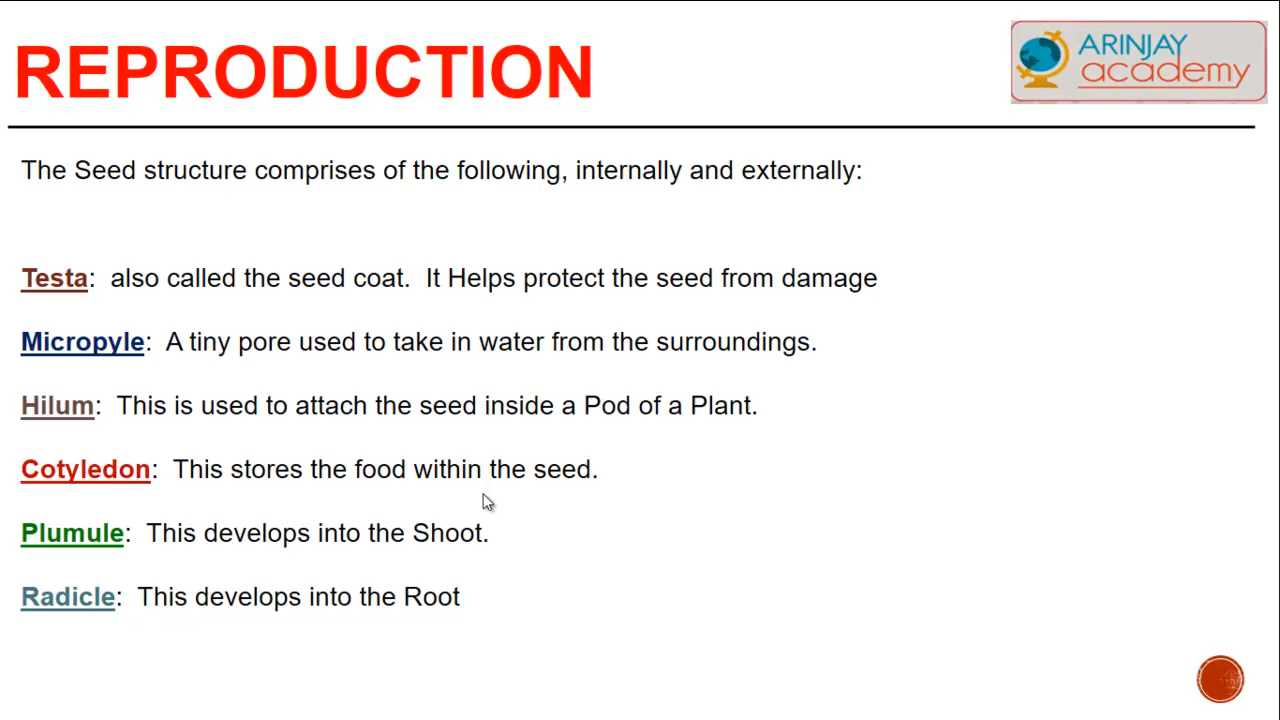 REPRODUCTION
ARINJAY
academy
The Seed structure comprises of the following, internally and externally:
Testa: also called the seed coat. It Helps protect the seed from damage
Micropyle: A tiny pore used to take in water from the surroundings.
Hilum: This is used to attach the seed inside a Pod of a Plant.
Cotyledon: This stores the food within the seed.
Plumule: This develops into the Shoot.
Radicle: This develops into the Root